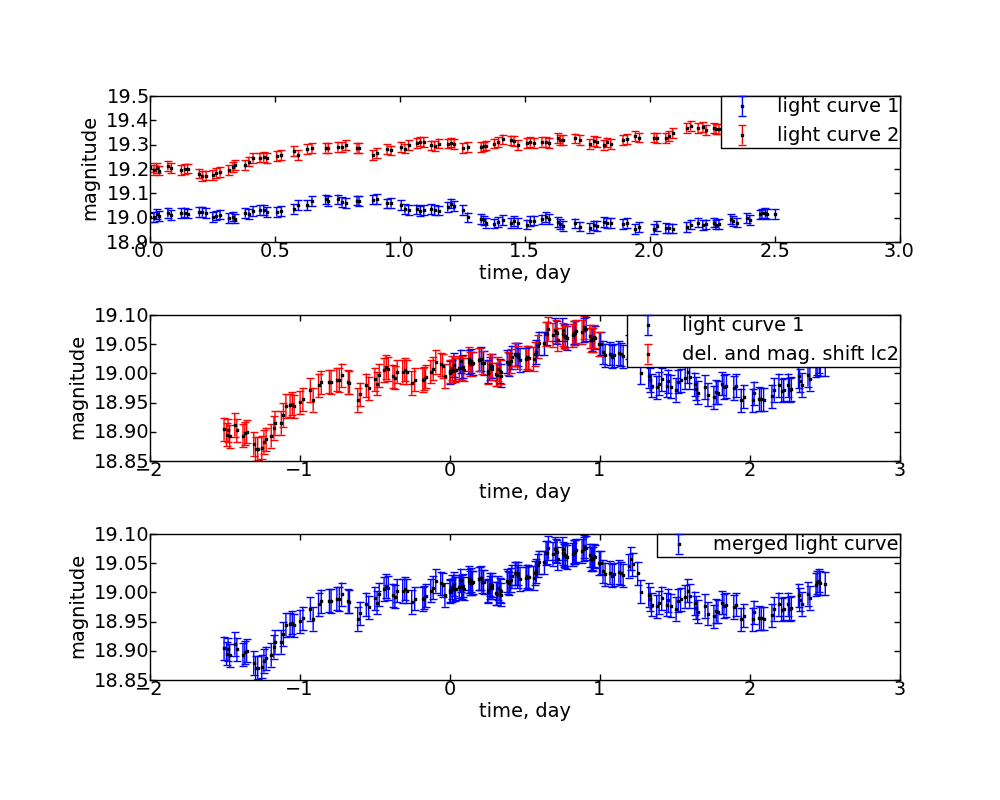 19.5
19.4
19.3
19.2
19.1
19.0
18.9
magnitude
light curve 1
light curve 2
0.0 0.5 1.0 1.5 2.0 2.5 3.0
time, day
19.10
19.05
19.00
18.95
18.90
18.85
magnitude
light curve 1
del. and mag. shift lc2
−2 −1 0 1 2 3
time, day
19.10
19.05
19.00
18.95
18.90
18.85
magnitude
merged light curve
−2 −1 0 1 2 3
time, day